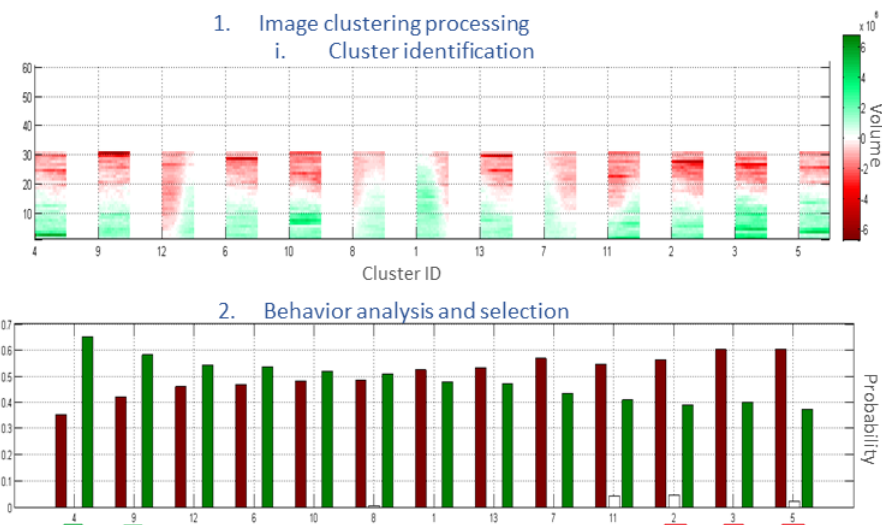 1. Image clustering processing
i. Cluster identification
x 10^6
60
50
40
30
20
10
6
4
2
0
-2
-4
-6
Volume
4 9 12 6 10 8 1 13 7 11 2 3 5
Cluster ID
2. Behavior analysis and selection
0.7
0.6
0.5
0.4
0.3
0.2
0.1
0
Probability
4 9 12 6 10 8 1 13 7 11 2 3 5